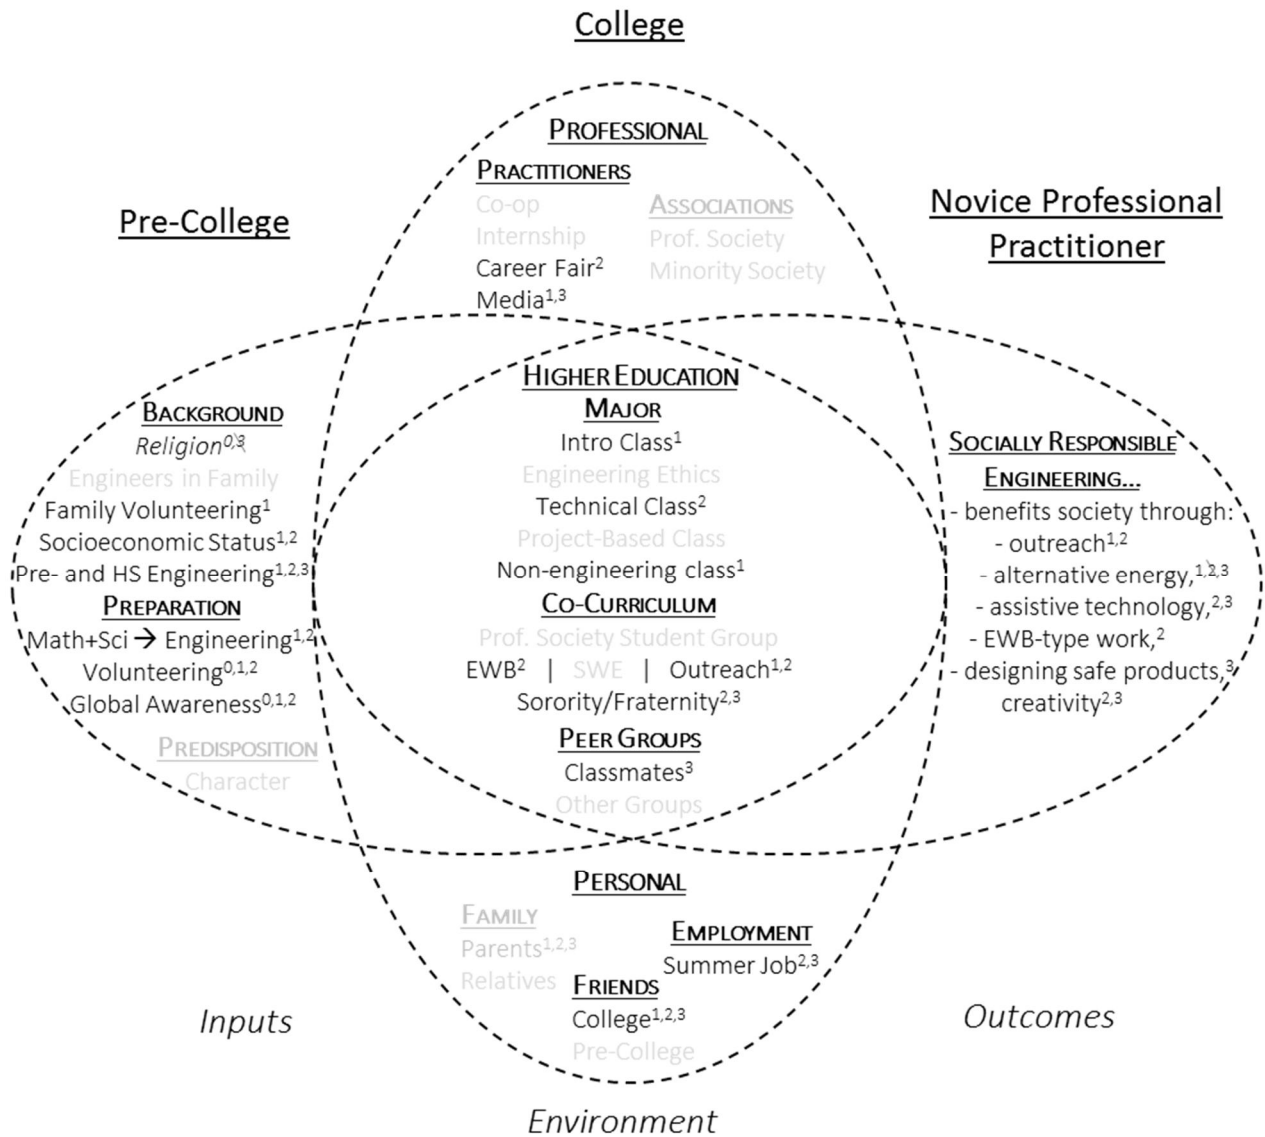 College
PROFESSIONAL
PRACTITIONERS
Co-op
Internship
Career Fair²
Media¹,³
ASSOCIATIONS
Prof. Society
Minority Society
Pre-College
Novice Professional
Practitioner
BACKGROUND
Religion⁰,³
Engineers in Family
Family Volunteering¹
Socioeconomic Status¹,²
Pre- and HS Engineering¹,²,³
PREPARATION
Math+Sci → Engineering¹,²
Volunteering⁰,¹,²
Global Awareness⁰,¹,²
PREDISPOSITION
Character
HIGHER EDUCATION
MAJOR
Intro Class¹
Engineering Ethics
Technical Class²
Project-Based Class
Non-engineering class¹
CO-CURRICULUM
Prof. Society Student Group
EWB² | SWE | Outreach¹,²
Sorority/Fraternity²,³
PEER GROUPS
Classmates³
Other Groups
SOCIALLY RESPONSIBLE
ENGINEERING...
- benefits society through:
- outreach¹,²
- alternative energy,¹,²,³
- assistive technology,²,³
- EWB-type work,²
- designing safe products,³
creativity²,³
PERSONAL
FAMILY
Parents¹,²,³
Relatives
EMPLOYMENT
Summer Job²,³
FRIENDS
College¹,²,³
Pre-College
Inputs
Outcomes
Environment